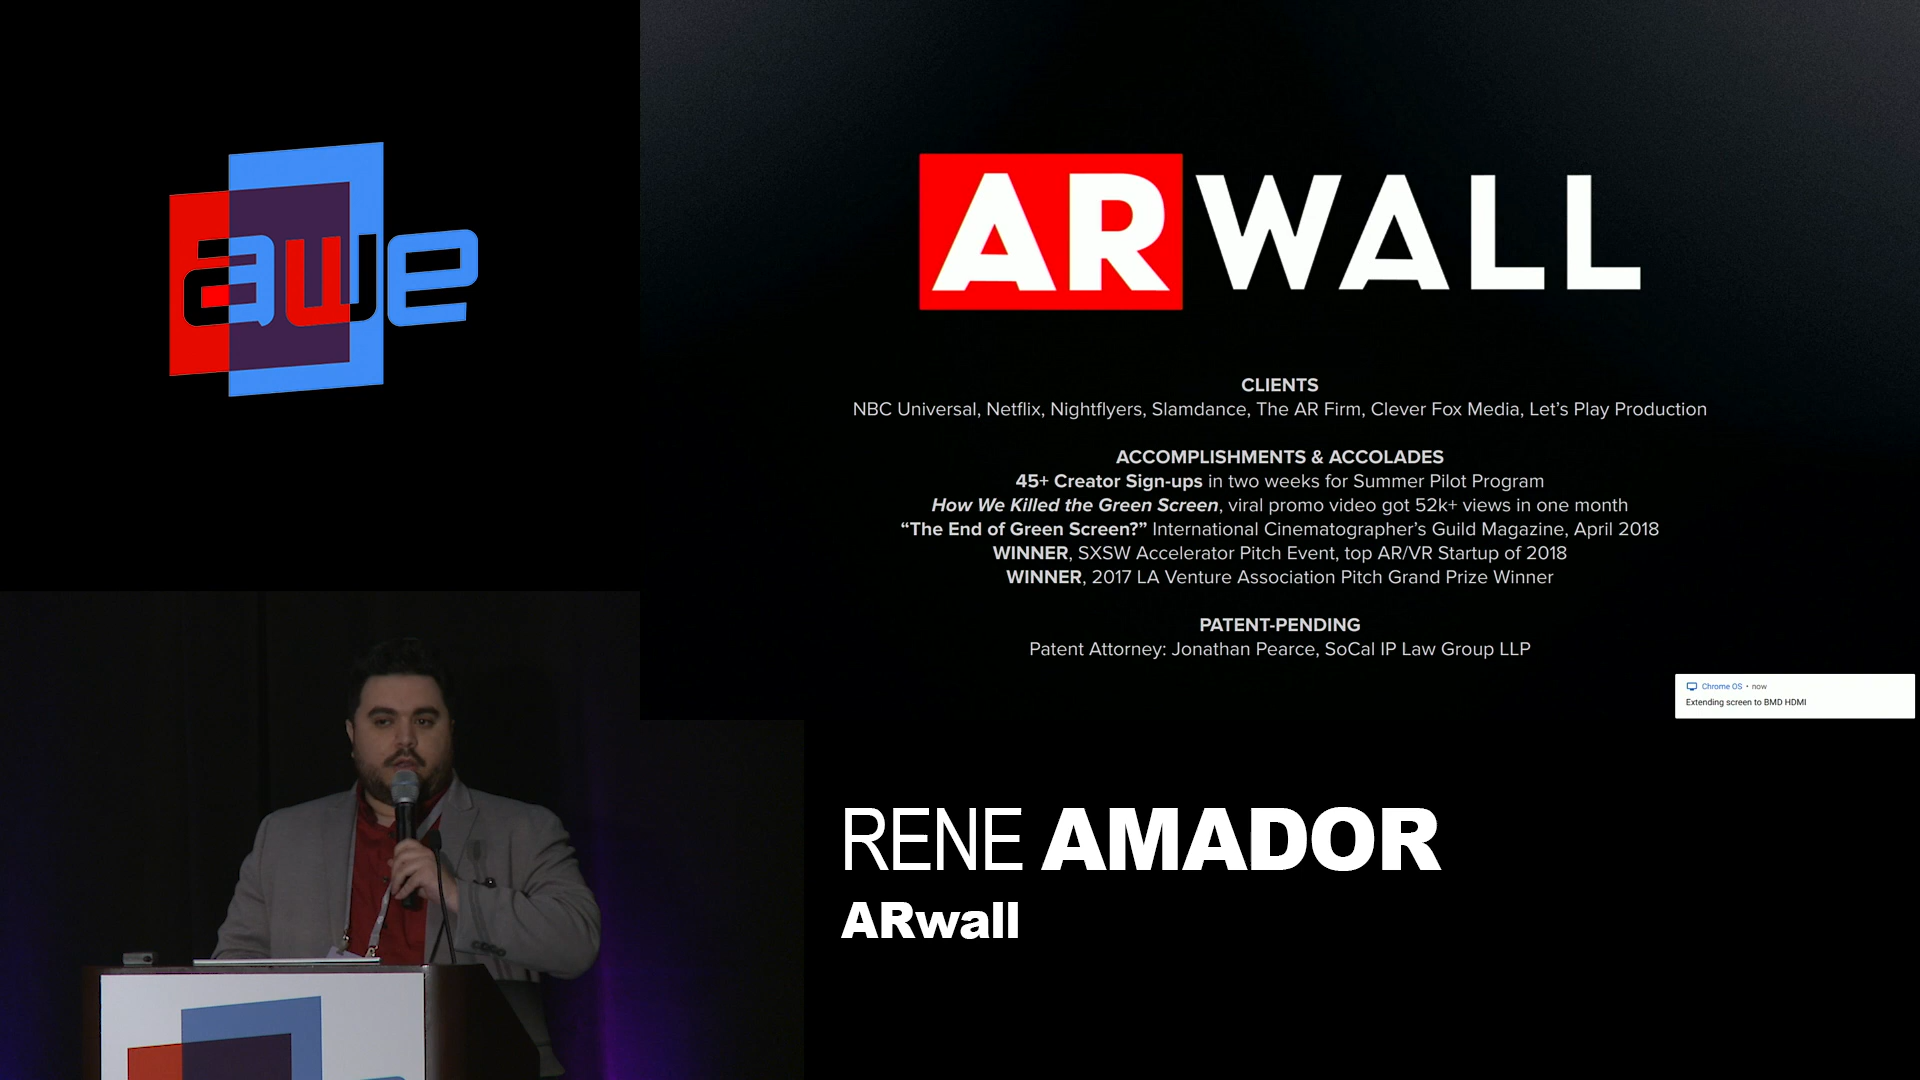 awe
ARWALL
CLIENTS
NBC Universal, Netflix, Nightflyers, Slamdance, The AR Firm, Clever Fox Media, Let’s Play Production
ACCOMPLISHMENTS & ACCOLADES
45+ Creator Sign-ups in two weeks for Summer Pilot Program
How We Killed the Green Screen, viral promo video got 52k+ views in one month
“The End of Green Screen?” International Cinematographer’s Guild Magazine, April 2018
WINNER, SXSW Accelerator Pitch Event, top AR/VR Startup of 2018
WINNER, 2017 LA Venture Association Pitch Grand Prize Winner
PATENT-PENDING
Patent Attorney: Jonathan Pearce, SoCal IP Law Group LLP
Chrome OS • now
Extending screen to BMD HDMI
RENE AMADOR
ARwall